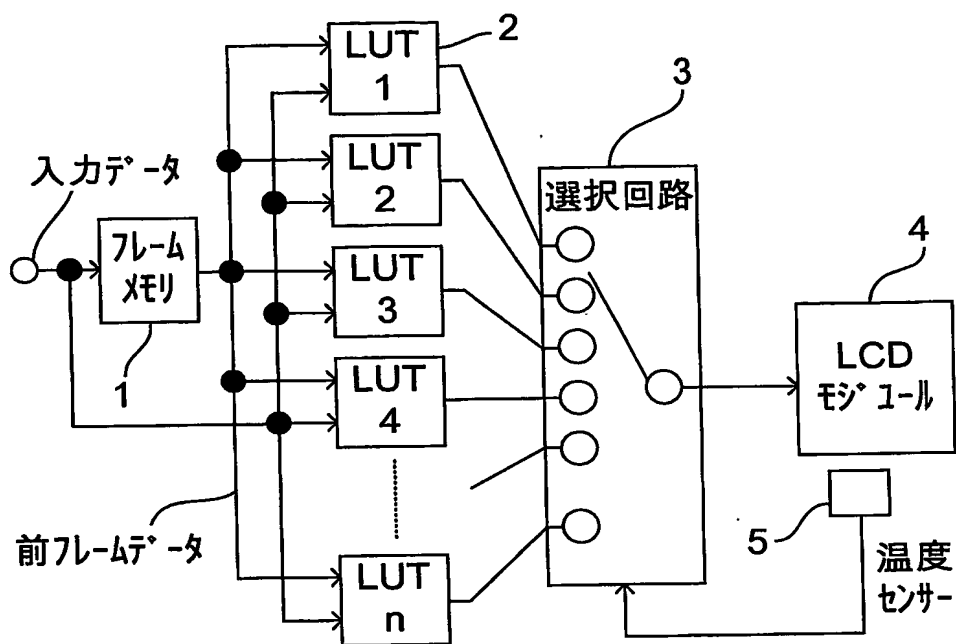 入力ﾃﾞｰﾀ
ﾌﾚｰﾑ
ﾒﾓﾘ
1
LUT
1
2
LUT
2
LUT
3
LUT
4
LUT
n
前ﾌﾚｰﾑﾃﾞｰﾀ
3
選択回路
4
LCD
ﾓｼﾞｭｰﾙ
5
温度
ｾﾝｻｰ